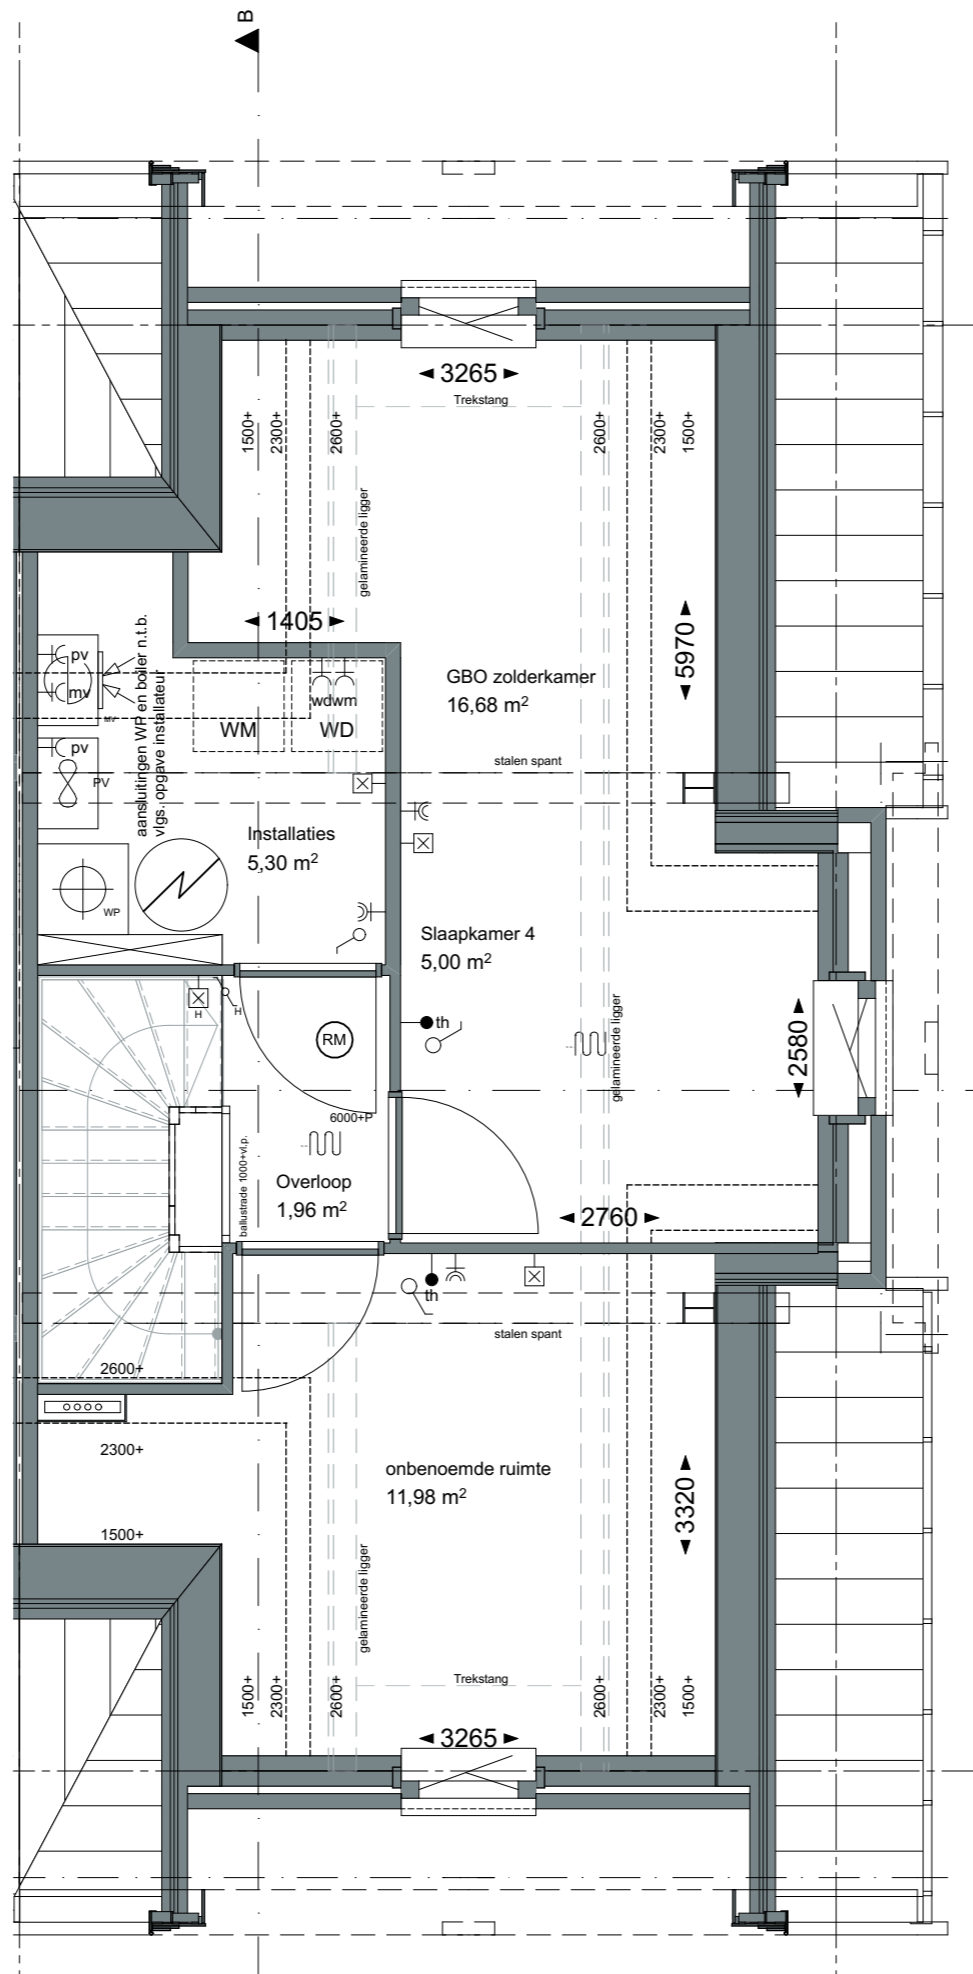 B
3265
Trekstang
1500+
2300+
2600+
2600+
2300+
1500+
gelamineerde ligger
1405
5970
GBO zolderkamer
16,68 m²
aansluitingen WP en boiler n.t.b.
vlgs. opgave installateur
pv
mv
MV
wdwm
WM
WD
pv
PV
stalen spant
Installaties
5,30 m²
WP
Slaapkamer 4
5,00 m²
H
H
th
RM
gelamineerde ligger
2580
6000+P
ballustrade 1000+vl.p.
Overloop
1,96 m²
2760
th
stalen spant
2600+
2300+
1500+
onbenoemde ruimte
11,98 m²
3320
gelamineerde ligger
1500+
2300+
2600+
Trekstang
2600+
2300+
1500+
3265